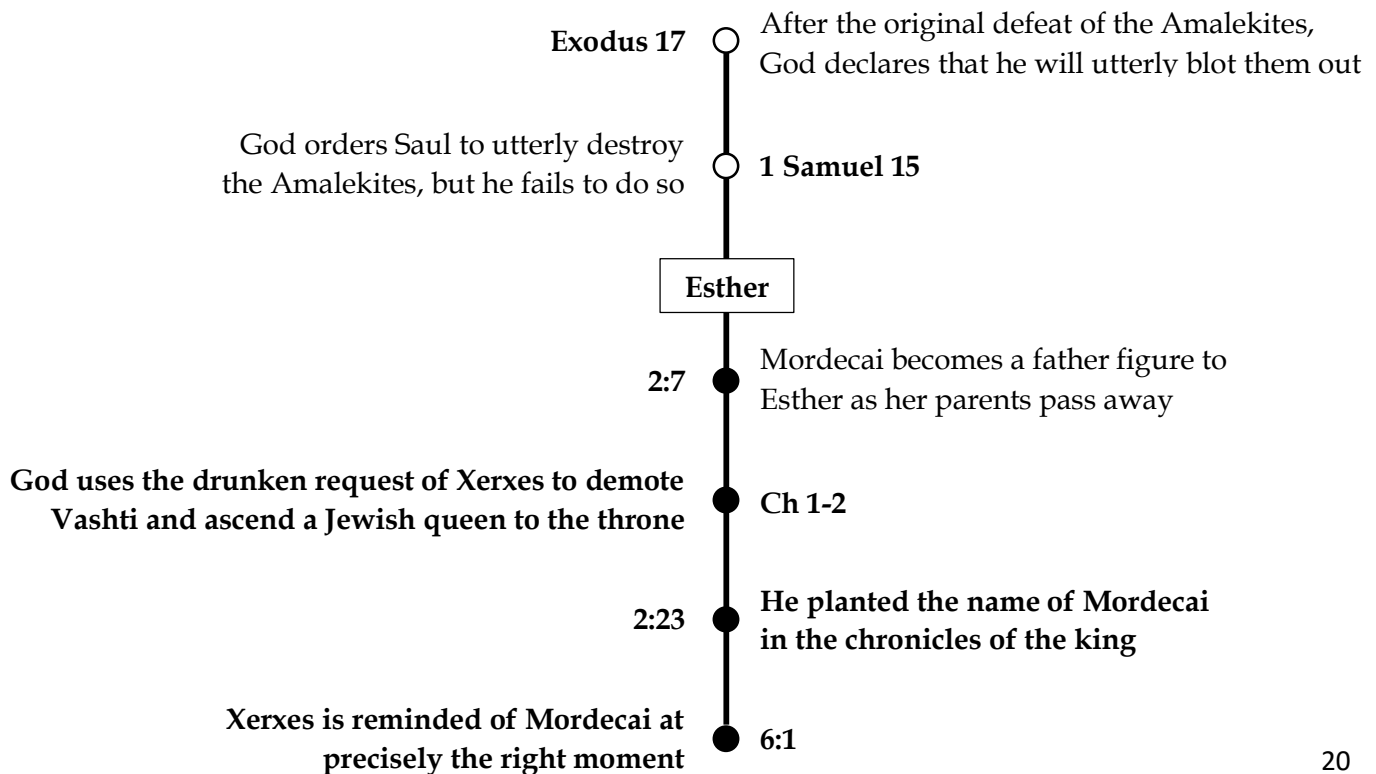 Exodus 17
After the original defeat of the Amalekites,
God declares that he will utterly blot them out
God orders Saul to utterly destroy
the Amalekites, but he fails to do so
1 Samuel 15
Esther
2:7
Mordecai becomes a father figure to
Esther as her parents pass away
God uses the drunken request of Xerxes to demote
Vashti and ascend a Jewish queen to the throne
Ch 1-2
2:23
He planted the name of Mordecai
in the chronicles of the king
Xerxes is reminded of Mordecai at
precisely the right moment
6:1
20